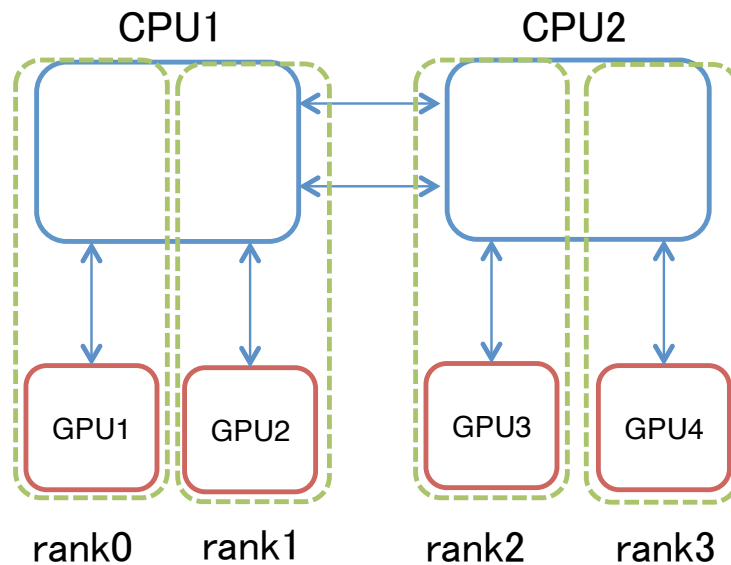 CPU1
CPU2
GPU1
GPU2
GPU3
GPU4
rank0
rank1
rank2
rank3